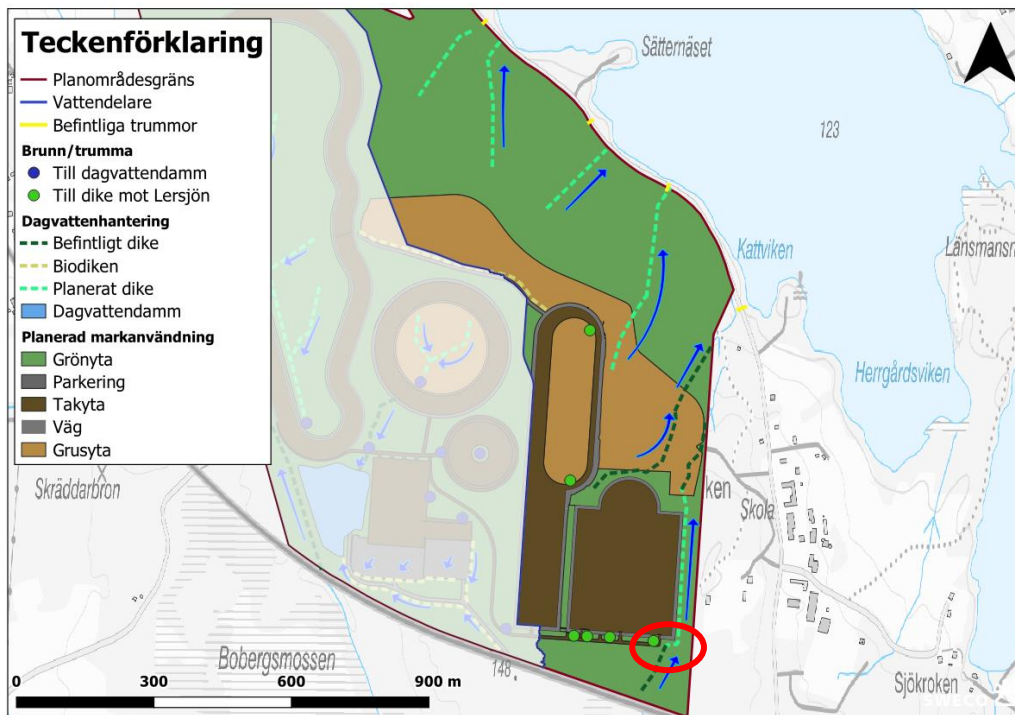 Teckenförklaring
Planområdesgräns
Vattendelare
Befintliga trummor
Brunn/trumma
Till dagvattendamm
Till dike mot Lersjön
Dagvattenhantering
Befintligt dike
Biodiken
Planerat dike
Dagvattendamm
Planerad markanvändning
Grönyta
Parkering
Takyta
Väg
Grusyta
Sätternäset
123
Kattviken
Länsmansn
Herrgårdsviken
Skräddarbron
ken
Skola
Bobergsmossen
148
Sjökroken
0 300 600 900 m
SWECO